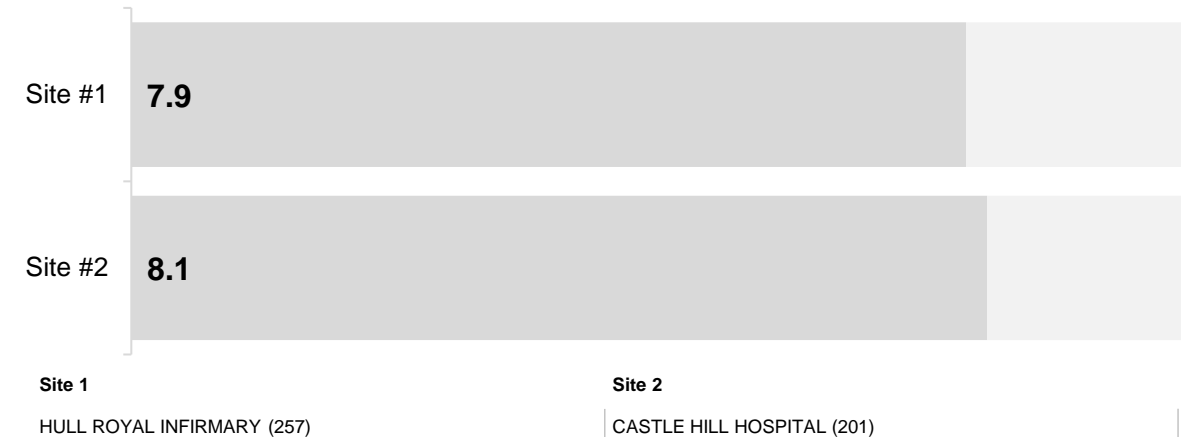 Site #1 7.9
Site #2 8.1
Site 1 Site 2
HULL ROYAL INFIRMARY (257) CASTLE HILL HOSPITAL (201)